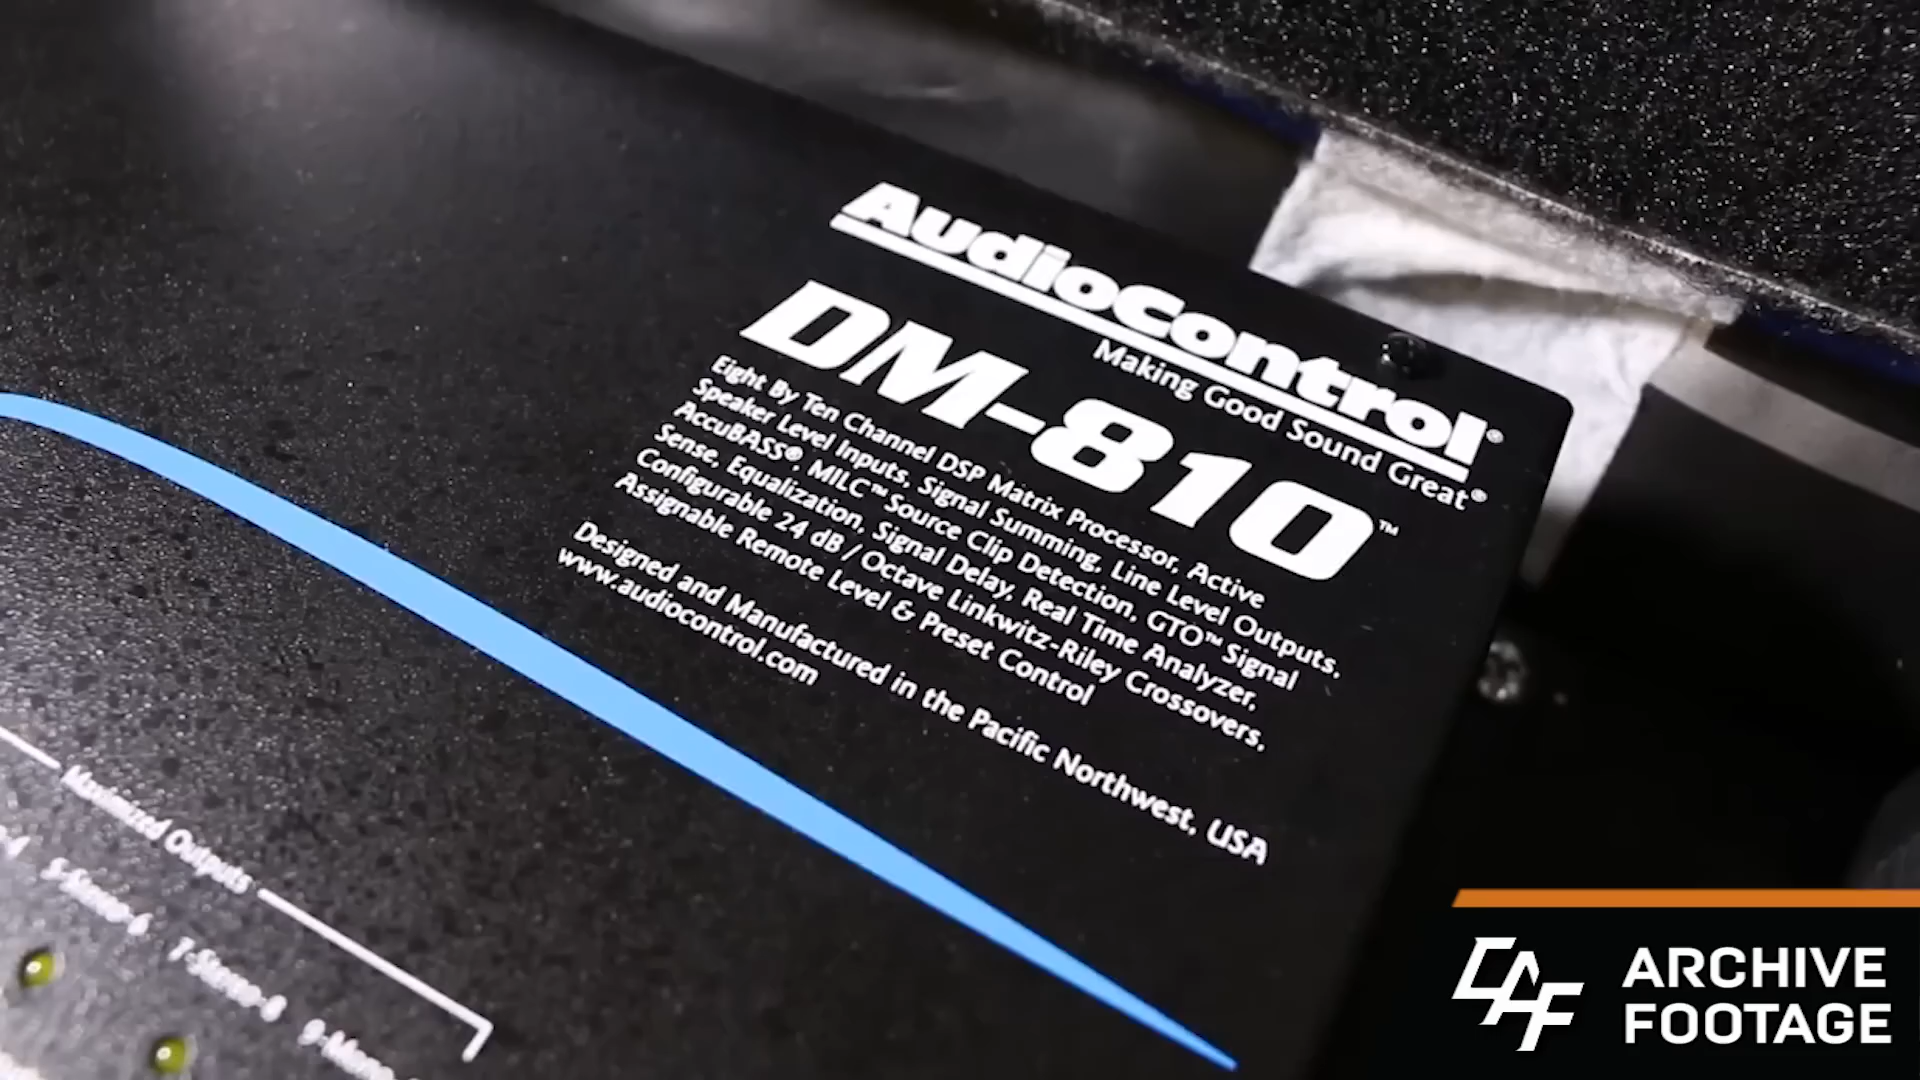 AudioControl®
Making Good Sound Great®
DM-810™
Eight By Ten Channel DSP Matrix Processor, Active
Speaker Level Inputs, Signal Summing, Line Level Outputs,
AccuBASS®, MILC™ Source Clip Detection, GTO™ Signal
Sense, Equalization, Signal Delay, Real Time Analyzer,
Configurable 24 dB / Octave Linkwitz-Riley Crossovers,
Assignable Remote Level & Preset Control
Designed and Manufactured in the Pacific Northwest, USA
www.audiocontrol.com
Maximized Outputs
5-Stereo-6 7-Stereo-8 9-Mono
CAF ARCHIVE
FOOTAGE